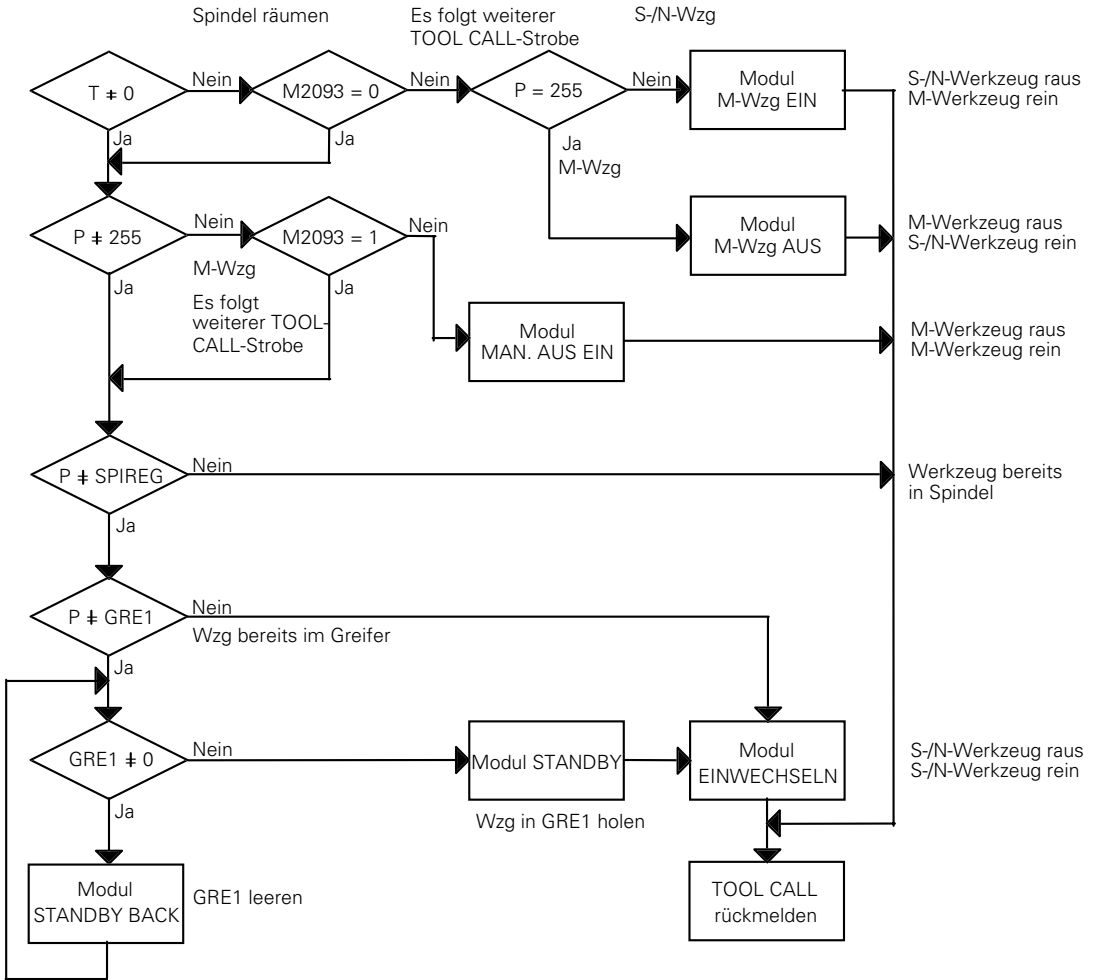 Spindel räumen
Es folgt weiterer
TOOL CALL-Strobe
S-/N-Wzg
T ǂ 0
Nein
M2093 = 0
Nein
P = 255
Nein
Modul
M-Wzg EIN
S-/N-Werkzeug raus
M-Werkzeug rein
Ja
Ja
Ja
M-Wzg
P ǂ 255
Nein
M2093 = 1
Nein
Modul
M-Wzg AUS
M-Werkzeug raus
S-/N-Werkzeug rein
Ja
M-Wzg
Ja
Es folgt
weiterer TOOL-
CALL-Strobe
Modul
MAN. AUS EIN
M-Werkzeug raus
M-Werkzeug rein
P ǂ SPIREG
Nein
Werkzeug bereits
in Spindel
Ja
P ǂ GRE1
Nein
Wzg bereits im Greifer
Ja
GRE1 ǂ 0
Nein
Modul STANDBY
Modul
EINWECHSELN
S-/N-Werkzeug raus
S-/N-Werkzeug rein
Ja
Wzg in GRE1 holen
Modul
STANDBY BACK
GRE1 leeren
TOOL CALL
rückmelden